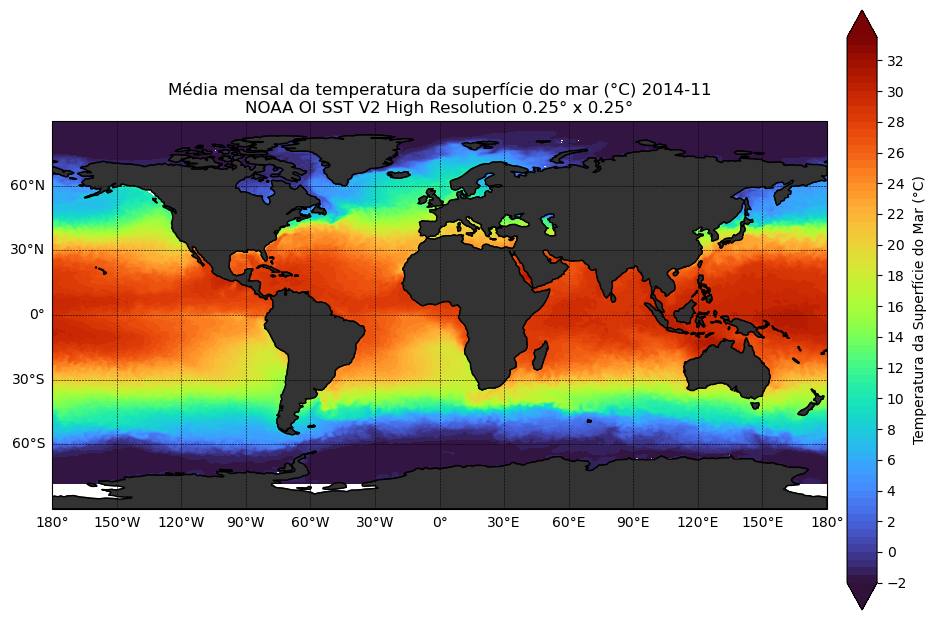 Média mensal da temperatura da superfície do mar (°C) 2014-11
NOAA OI SST V2 High Resolution 0.25° x 0.25°
60°N
30°N
0°
30°S
60°S
180°
150°W
120°W
90°W
60°W
30°W
0°
30°E
60°E
90°E
120°E
150°E
180°
32
30
28
26
24
22
20
18
16
14
12
10
8
6
4
2
0
−2
Temperatura da Superfície do Mar (°C)